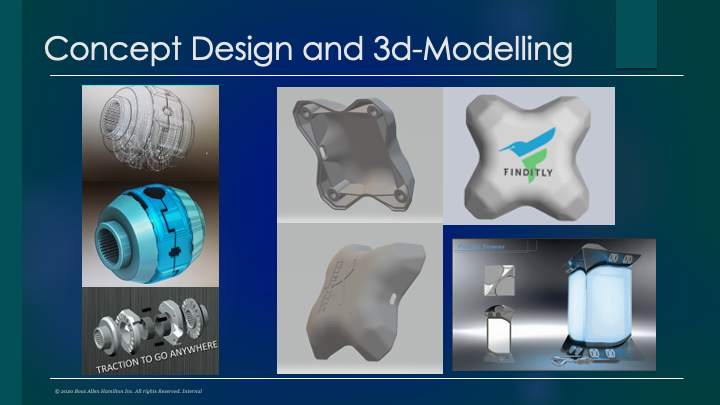 Concept Design and 3d-Modelling
FINDITLY
TRACTION TO GO ANYWHERE
© 2020 Booz Allen Hamilton Inc. All rights Reserved. Internal